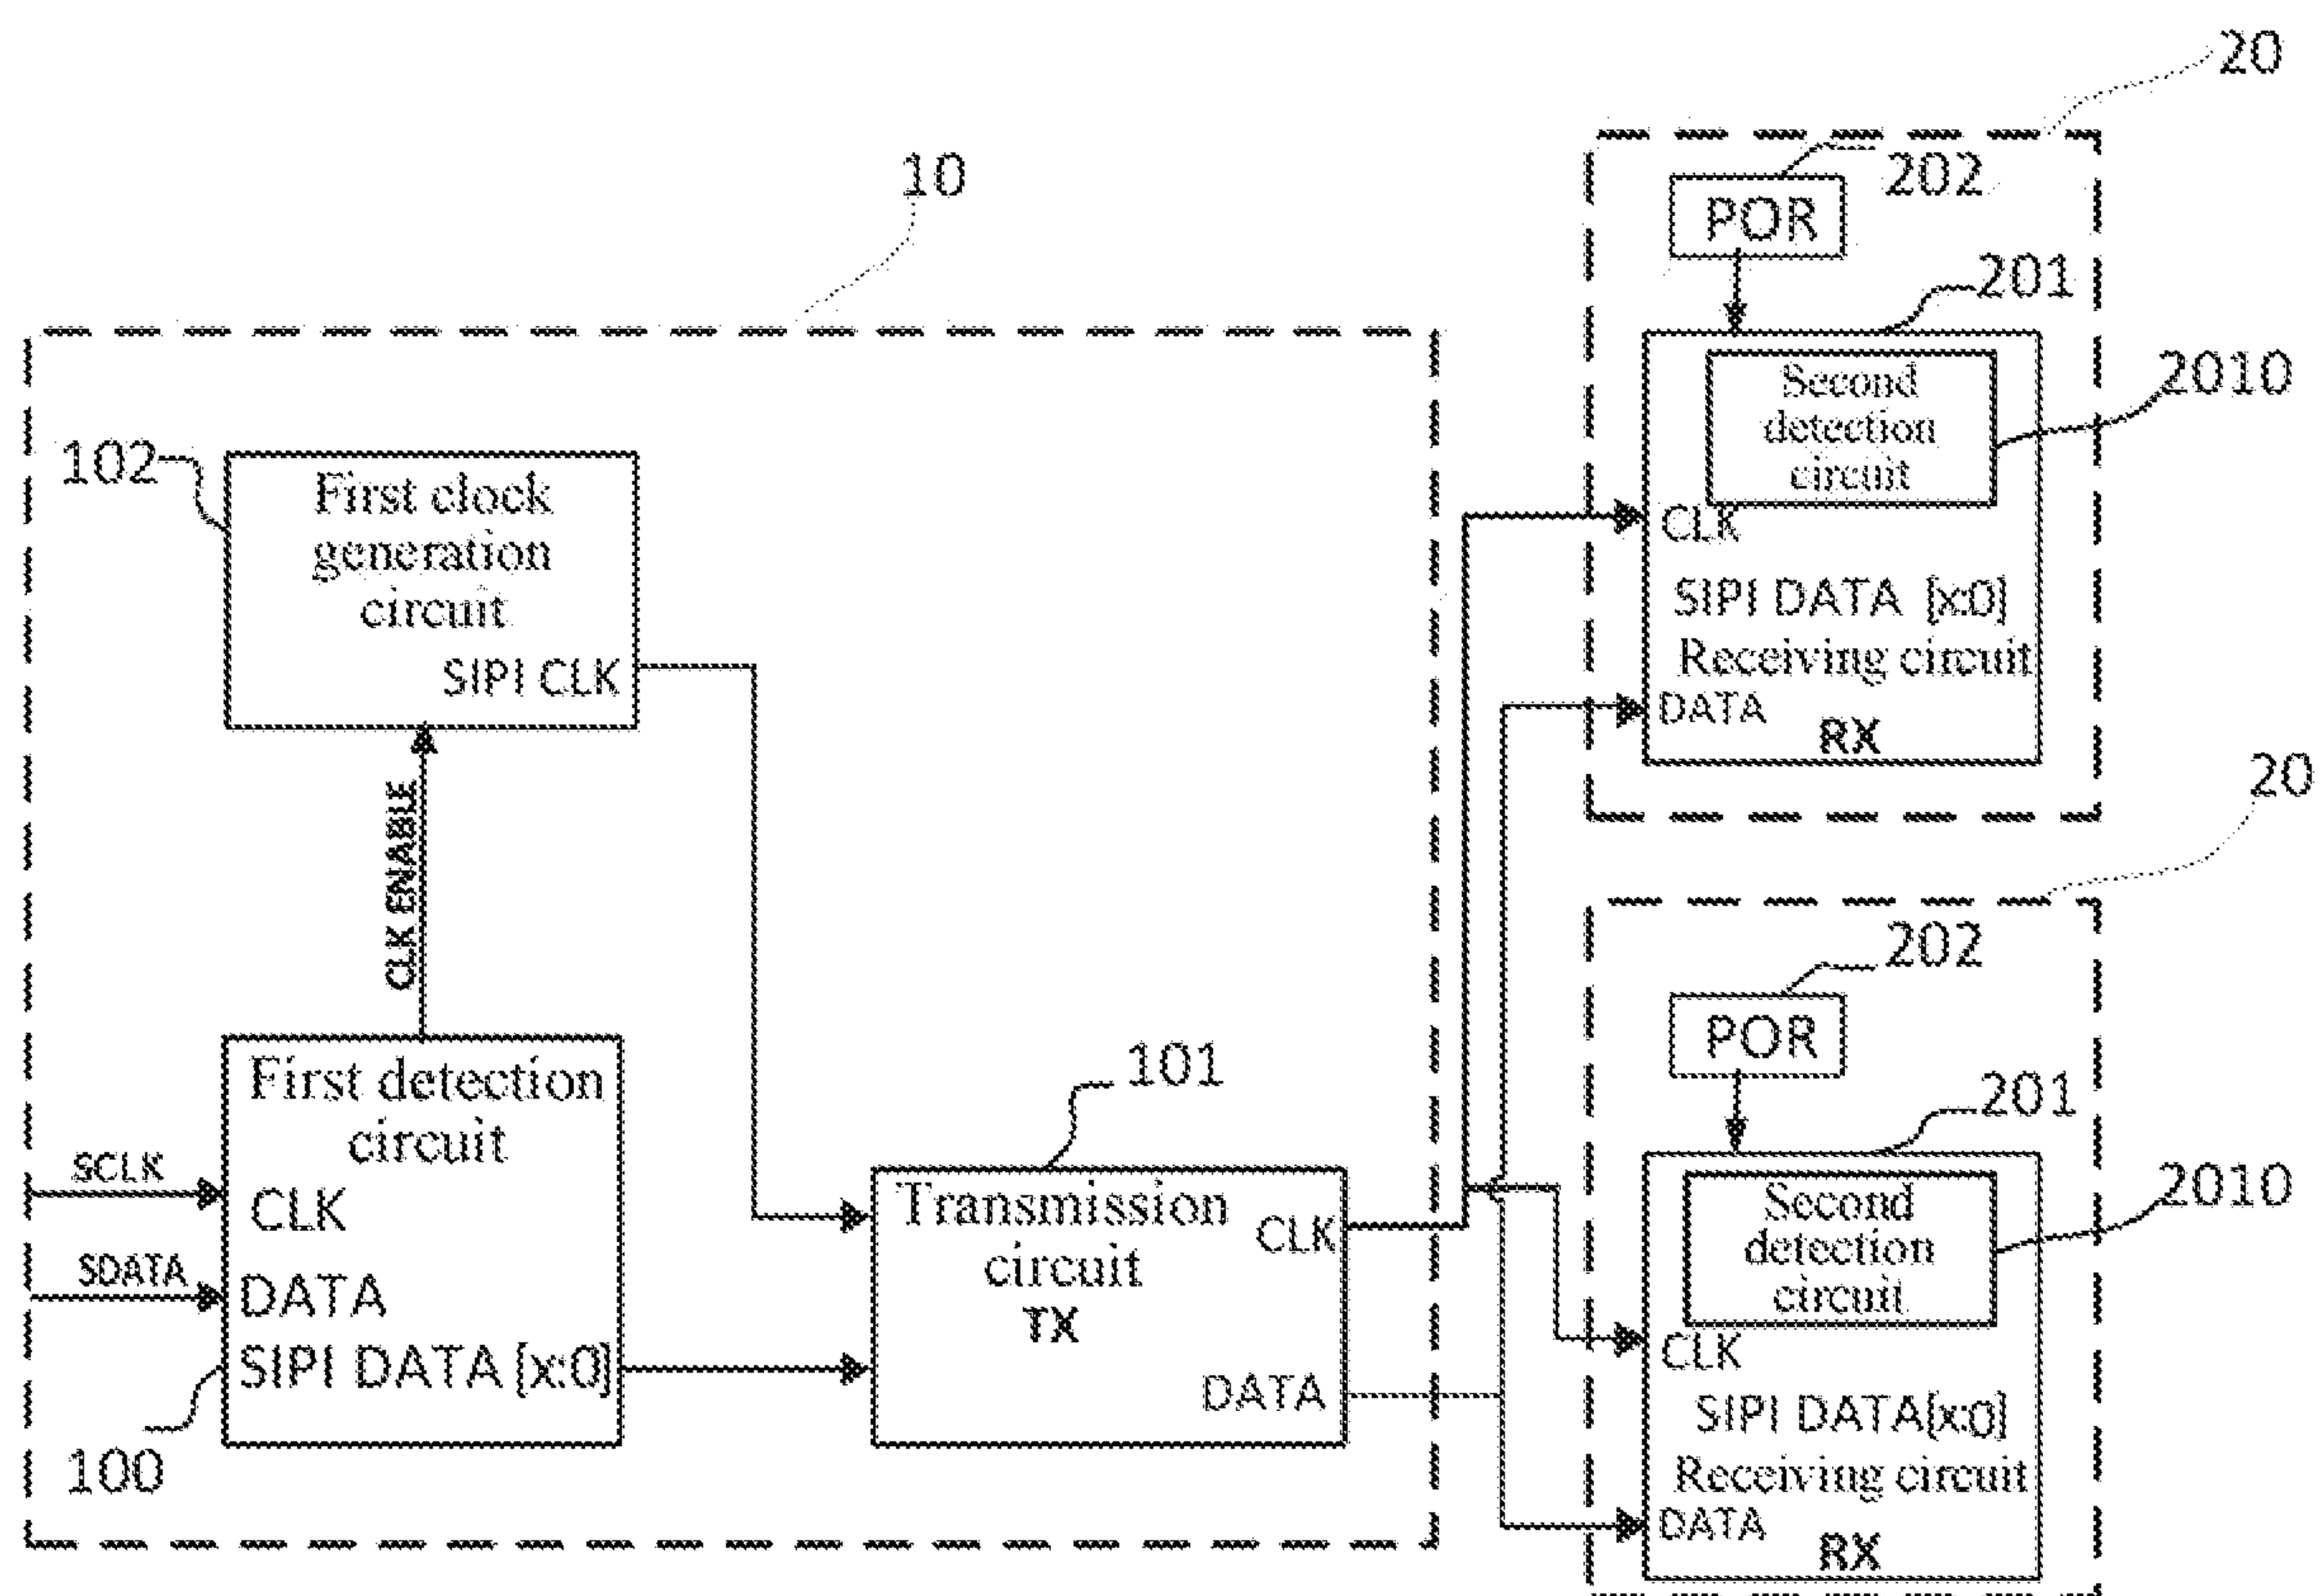 20
10
202
POR
201
Second
detection
circuit
2010
CLK
SIPI DATA [x:0]
Receiving circuit
DATA
RX
102
First clock
generation
circuit
SIPI CLK
CLK ENABLE
20
202
POR
201
Second
detection
circuit
2010
CLK
SIPI DATA[x:0]
Receiving circuit
DATA
RX
First detection
circuit
SCLK
CLK
SDATA
DATA
SIPI DATA [x:0]
100
101
Transmission
circuit
TX
CLK
DATA